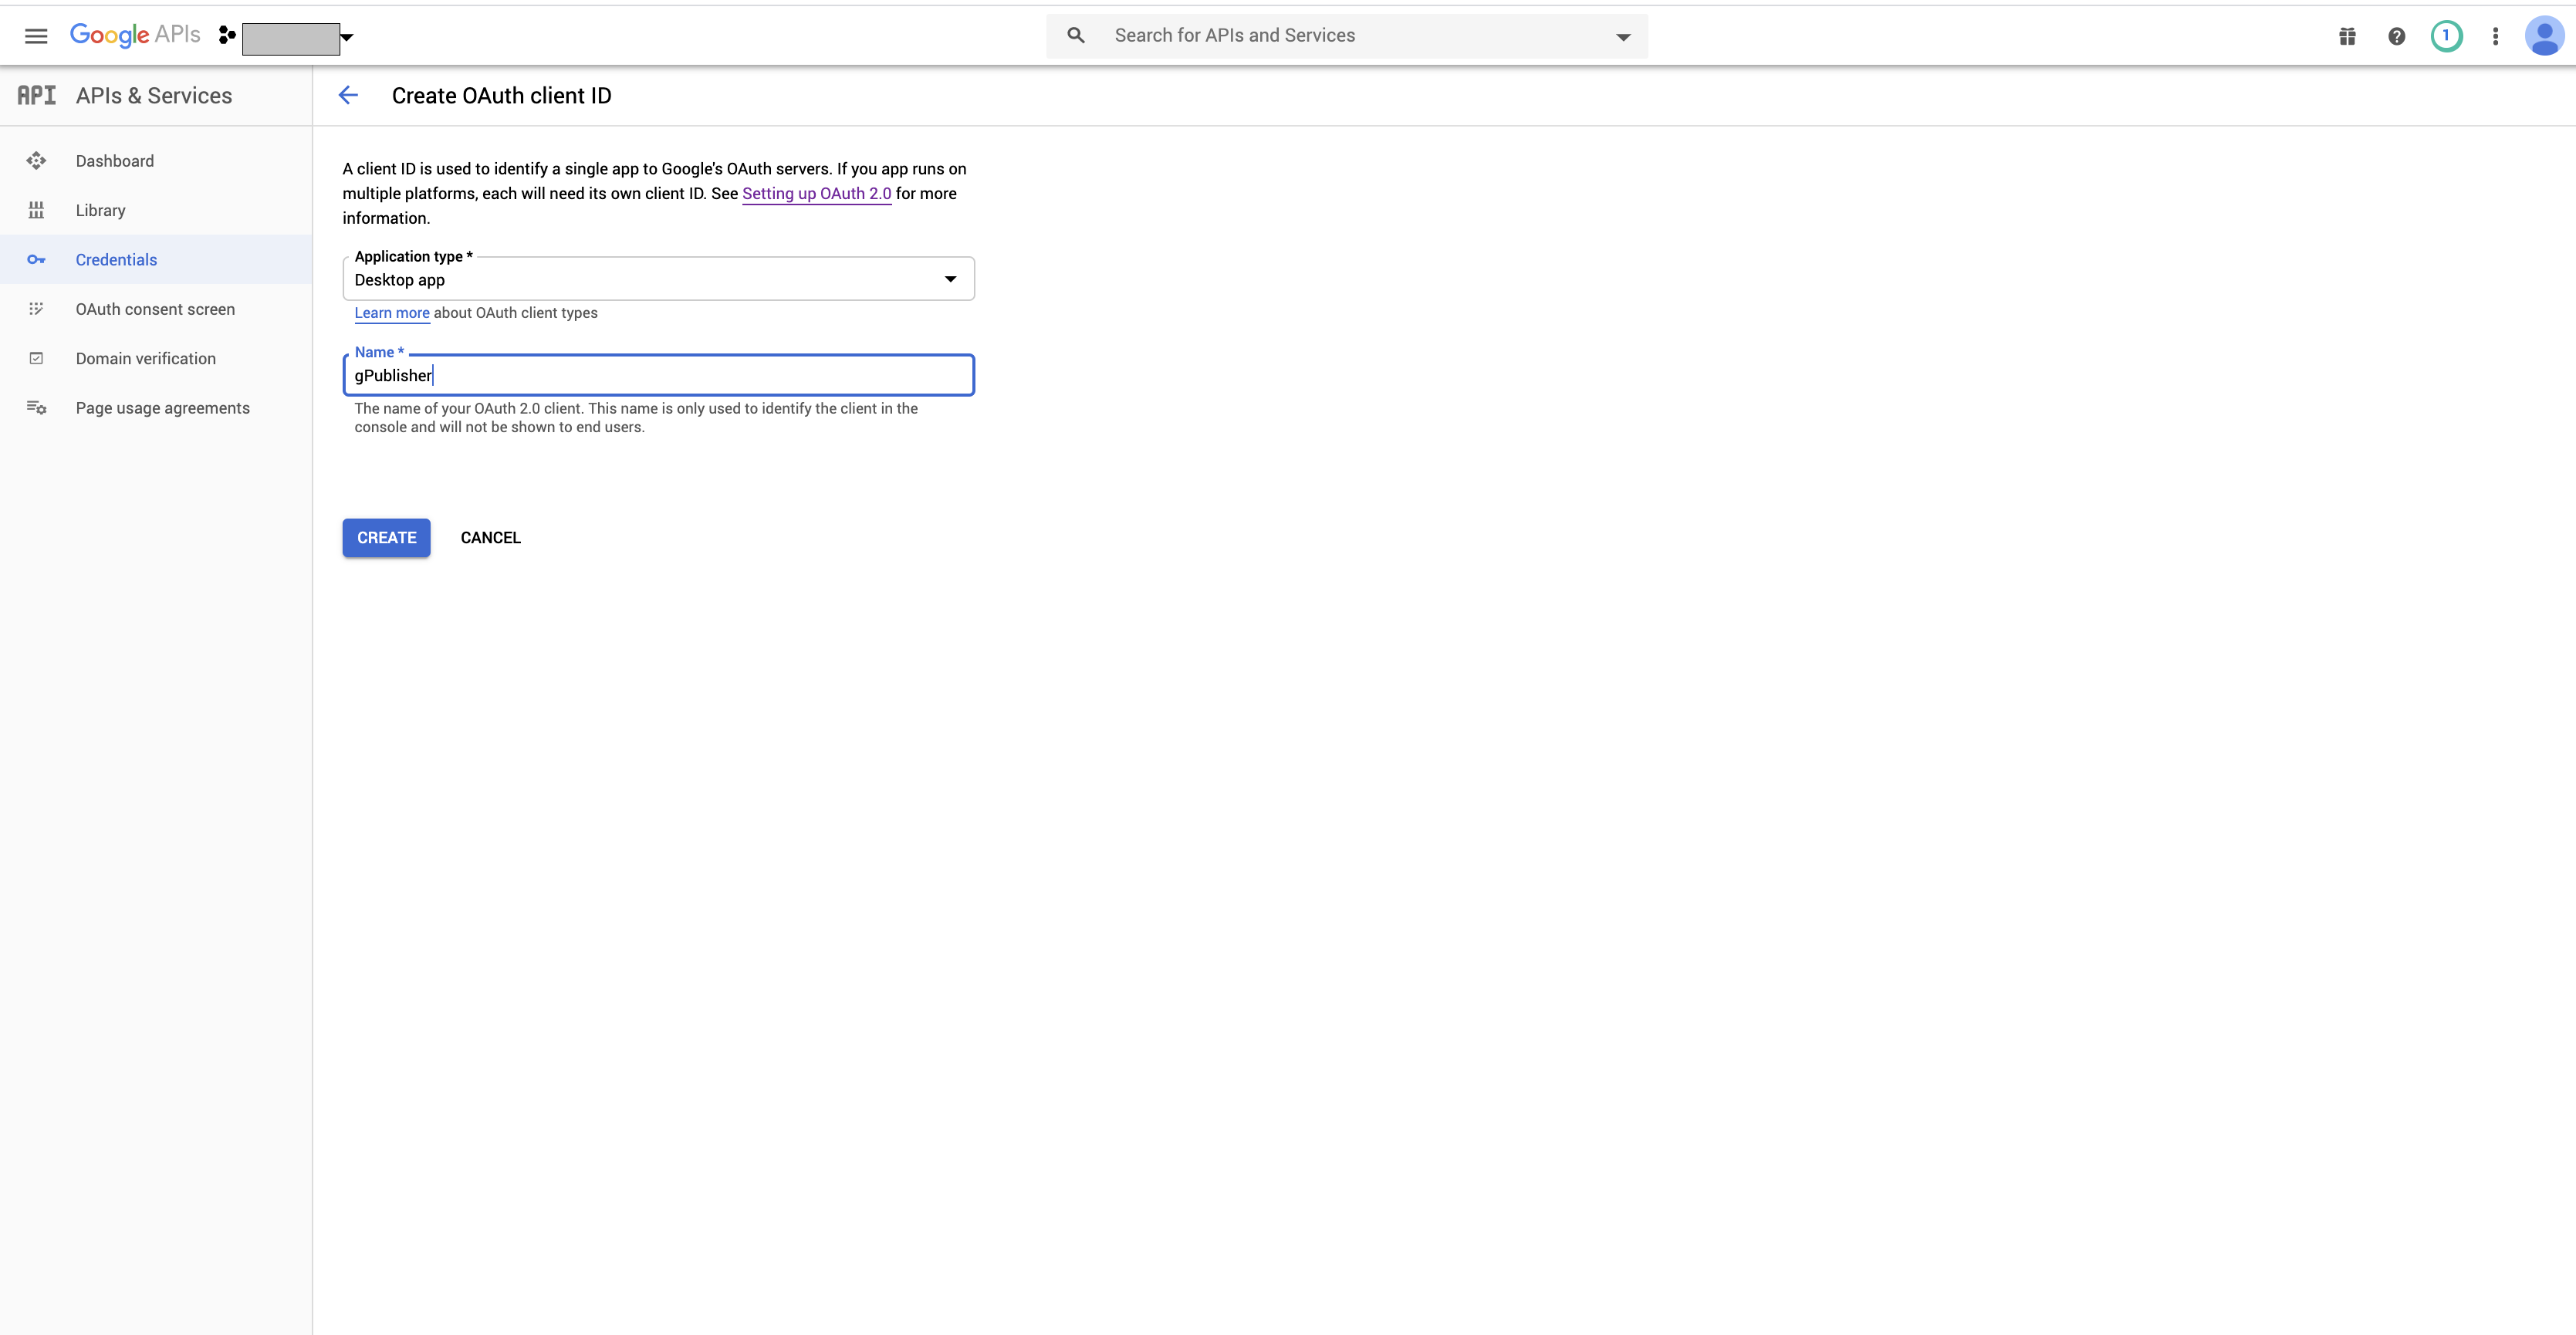 Google APIs
Search for APIs and Services
1
API APIs & Services
Create OAuth client ID
Dashboard
Library
Credentials
OAuth consent screen
Domain verification
Page usage agreements
A client ID is used to identify a single app to Google's OAuth servers. If you app runs on
multiple platforms, each will need its own client ID. See Setting up OAuth 2.0 for more
information.
Application type *
Desktop app
Learn more about OAuth client types
Name *
gPublisher
The name of your OAuth 2.0 client. This name is only used to identify the client in the
console and will not be shown to end users.
CREATE
CANCEL